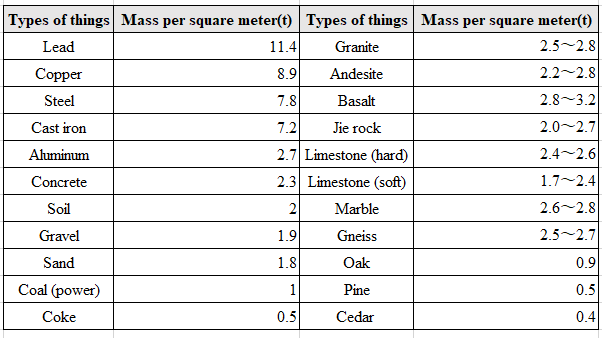 Types of things Mass per square meter(t) Types of things Mass per square meter(t)
Lead 11.4 Granite 2.5～2.8
Copper 8.9 Andesite 2.2～2.8
Steel 7.8 Basalt 2.8～3.2
Cast iron 7.2 Jie rock 2.0～2.7
Aluminum 2.7 Limestone (hard) 2.4～2.6
Concrete 2.3 Limestone (soft) 1.7～2.4
Soil 2 Marble 2.6～2.8
Gravel 1.9 Gneiss 2.5～2.7
Sand 1.8 Oak 0.9
Coal (power) 1 Pine 0.5
Coke 0.5 Cedar 0.4